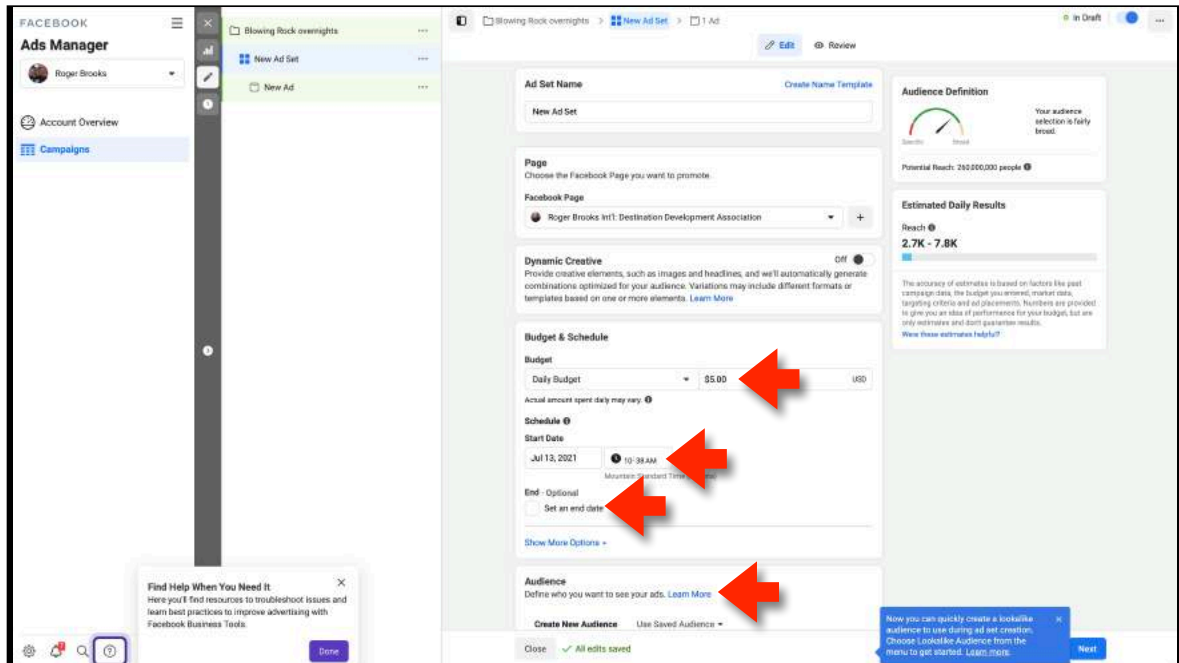 FACEBOOK
Ads Manager
Roger Brooks
Account Overview
Campaigns
Blowing Rock overnights
New Ad Set
New Ad
Blowing Rock overnights > New Ad Set > 1 Ad
In Draft
Edit
Review
Ad Set Name
Create Name Template
New Ad Set
Page
Choose the Facebook Page you want to promote.
Facebook Page
Roger Brooks Int'l: Destination Development Association
Dynamic Creative
Off
Provide creative elements, such as images and headlines, and we'll automatically generate
combinations optimized for your audience. Variations may include different formats or
templates based on one or more elements. Learn More
Budget & Schedule
Budget
Daily Budget
$5.00
USD
Actual amount spent daily may vary.
Schedule
Start Date
Jul 13, 2021
10:38 AM
Mountain Standard Time
End - Optional
Set an end date
Show More Options
Audience
Define who you want to see your ads. Learn More
Create New Audience
Use Saved Audience
Close
All edits saved
Next
Audience Definition
Your audience
selection is fairly
broad.
Specific
Broad
Potential Reach: 260,000,000 people
Estimated Daily Results
Reach
2.7K - 7.8K
The accuracy of estimates is based on factors like past
campaign data, the budget you entered, market data,
targeting criteria and ad placements. Numbers are provided
to give you an idea of performance for your budget, but are
only estimates and don't guarantee results.
Were these estimates helpful?
Find Help When You Need It
Here you'll find resources to troubleshoot issues and
learn best practices to improve advertising with
Facebook Business Tools.
Done
Now you can quickly create a lookalike
audience to use during ad set creation.
Choose Lookalike Audience from the
menu to get started. Learn more.